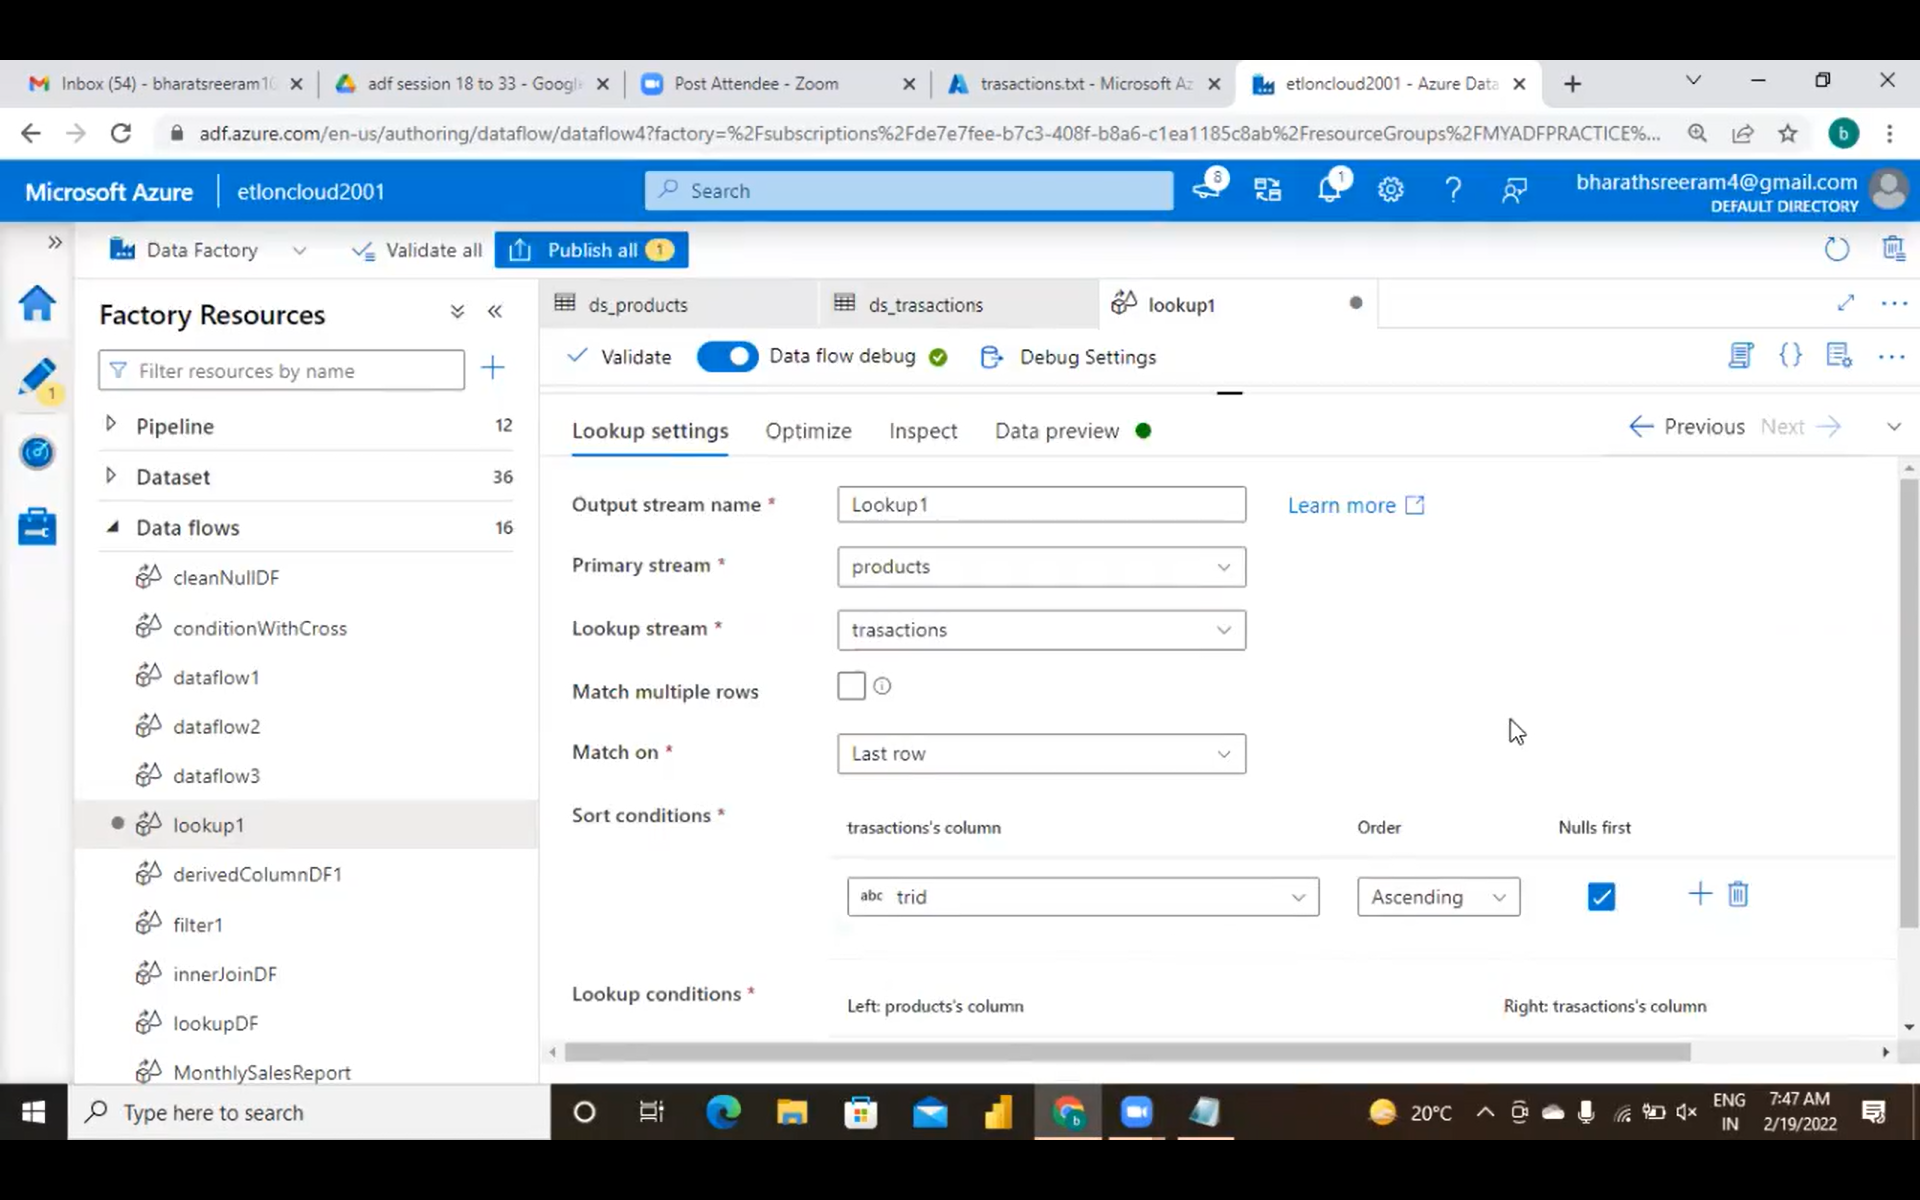 Inbox (54) - bharatsreeram10
adf session 18 to 33 - Googl
Post Attendee - Zoom
trasactions.txt - Microsoft Az
etloncloud2001 - Azure Data
adf.azure.com/en-us/authoring/dataflow/dataflow4?factory=%2Fsubscriptions%2Fde7e7fee-b7c3-408f-b8a6-c1ea1185c8ab%2FresourceGroups%2FMYADFPRACTICE%...
b
Microsoft Azure
etloncloud2001
Search
8
1
?
bharathsreeram4@gmail.com
DEFAULT DIRECTORY
Data Factory
Validate all
Publish all
1
Factory Resources
ds_products
ds_trasactions
lookup1
Filter resources by name
Validate
Data flow debug
Debug Settings
1
Pipeline
12
Dataset
36
Data flows
16
cleanNullDF
conditionWithCross
dataflow1
dataflow2
dataflow3
lookup1
derivedColumnDF1
filter1
innerJoinDF
lookupDF
MonthlySalesReport
Lookup settings
Optimize
Inspect
Data preview
Previous
Next
Output stream name *
Lookup1
Learn more
Primary stream *
products
Lookup stream *
trasactions
Match multiple rows
Match on *
Last row
Sort conditions *
trasactions's column
Order
Nulls first
abc trid
Ascending
Lookup conditions *
Left: products's column
Right: trasactions's column
Type here to search
20°C
ENG
IN
7:47 AM
2/19/2022